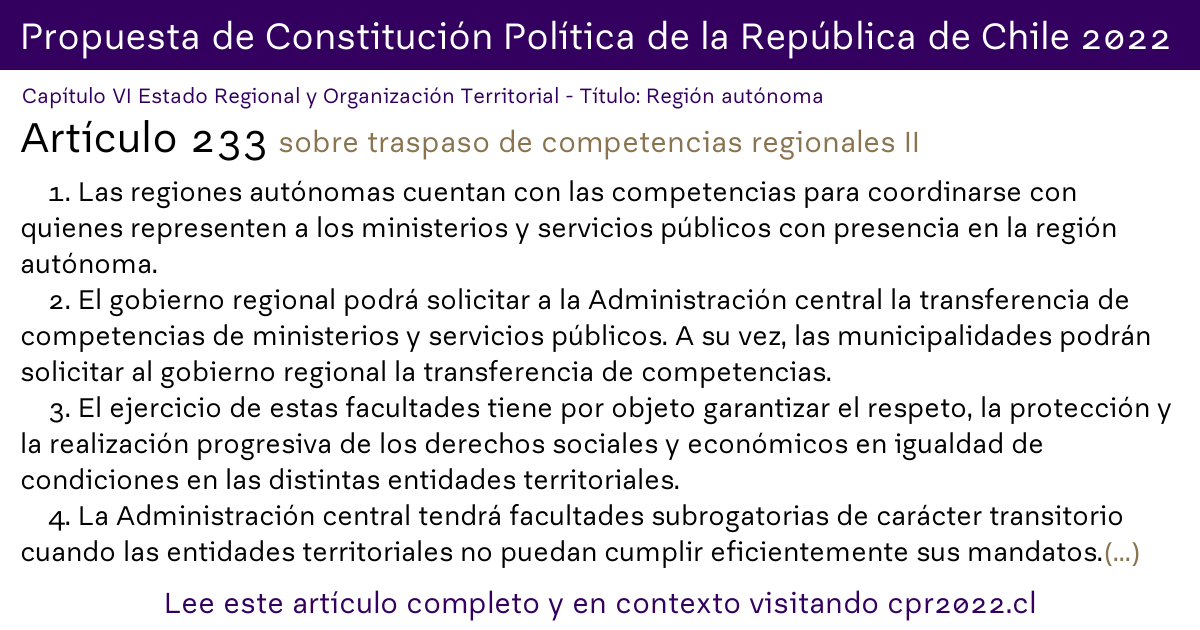 Propuesta de Constitución Política de la República de Chile 2022
Capítulo VI Estado Regional y Organización Territorial - Título: Región autónoma
Artículo 233 sobre traspaso de competencias regionales II
1. Las regiones autónomas cuentan con las competencias para coordinarse con
quienes representen a los ministerios y servicios públicos con presencia en la región
autónoma.
2. El gobierno regional podrá solicitar a la Administración central la transferencia de
competencias de ministerios y servicios públicos. A su vez, las municipalidades podrán
solicitar al gobierno regional la transferencia de competencias.
3. El ejercicio de estas facultades tiene por objeto garantizar el respeto, la protección y
la realización progresiva de los derechos sociales y económicos en igualdad de
condiciones en las distintas entidades territoriales.
4. La Administración central tendrá facultades subrogatorias de carácter transitorio
cuando las entidades territoriales no puedan cumplir eficientemente sus mandatos.(...)
Lee este artículo completo y en contexto visitando cpr2022.cl